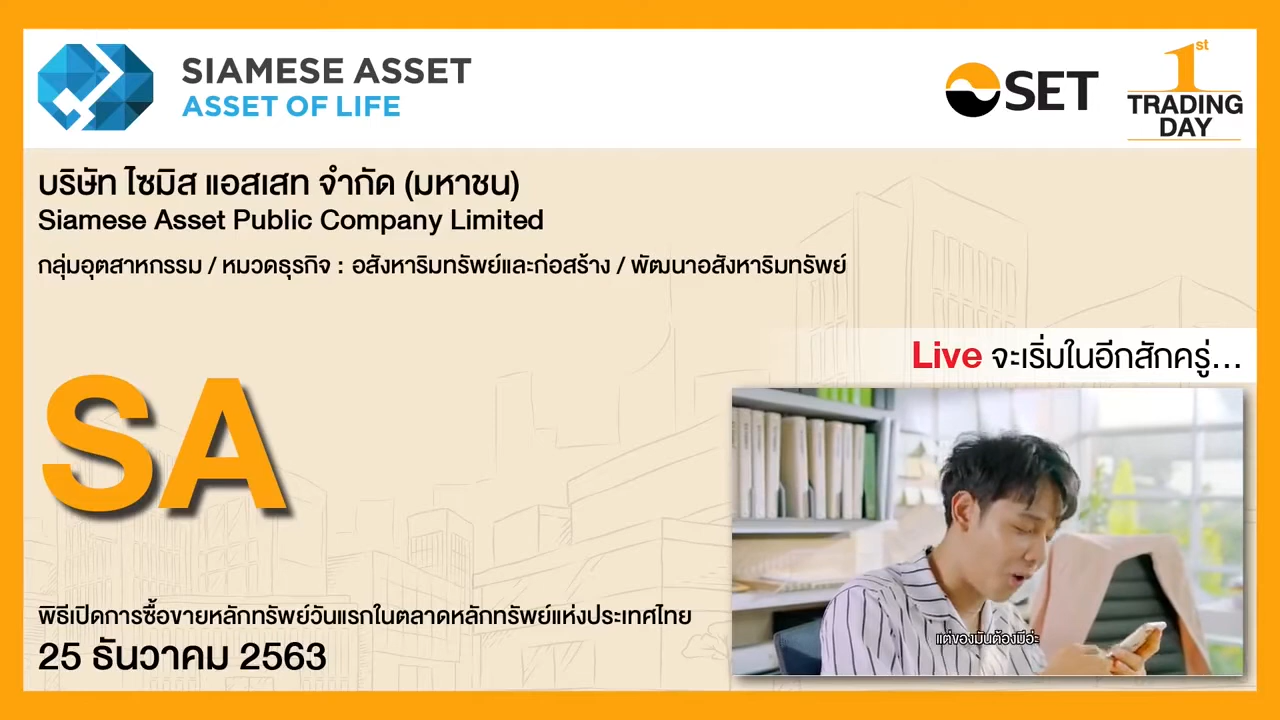 SIAMESE ASSET
ASSET OF LIFE
SET
1st
TRADING
DAY
บริษัท ไซมิส แอสเสท จำกัด (มหาชน)
Siamese Asset Public Company Limited
กลุ่มอุตสาหกรรม / หมวดธุรกิจ : อสังหาริมทรัพย์และก่อสร้าง / พัฒนาอสังหาริมทรัพย์
Live จะเริ่มในอีกสักครู่...
SA
แต่ของมันต้องมีอ่ะ
พิธีเปิดการซื้อขายหลักทรัพย์วันแรกในตลาดหลักทรัพย์แห่งประเทศไทย
25 ธันวาคม 2563